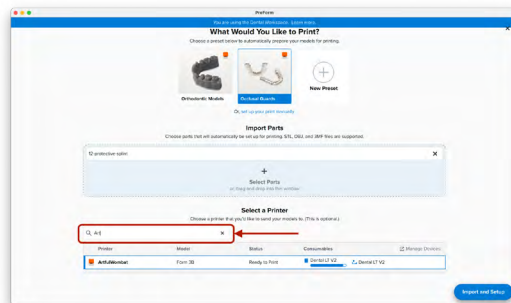 PreForm
You are using the Dental Workspace. Learn more.
What Would You Like to Print?
Choose a preset below to automatically prepare your models for printing.
Orthodontic Models
Occlusal Guards
New Preset
Or, set up your print manually.
Import Parts
Choose parts that will automatically be set up for printing. STL, OBJ, and 3MF files are supported.
protective splint
Select Parts
or drag and drop into this window
Select a Printer
Choose a printer that you'd like to send your models to. (This is optional.)
Art
Printer Model Status Consumables Manage Devices
ArtfulWombat Form 3B Ready to Print Dental LT V2 Dental LT V2
Import and Setup